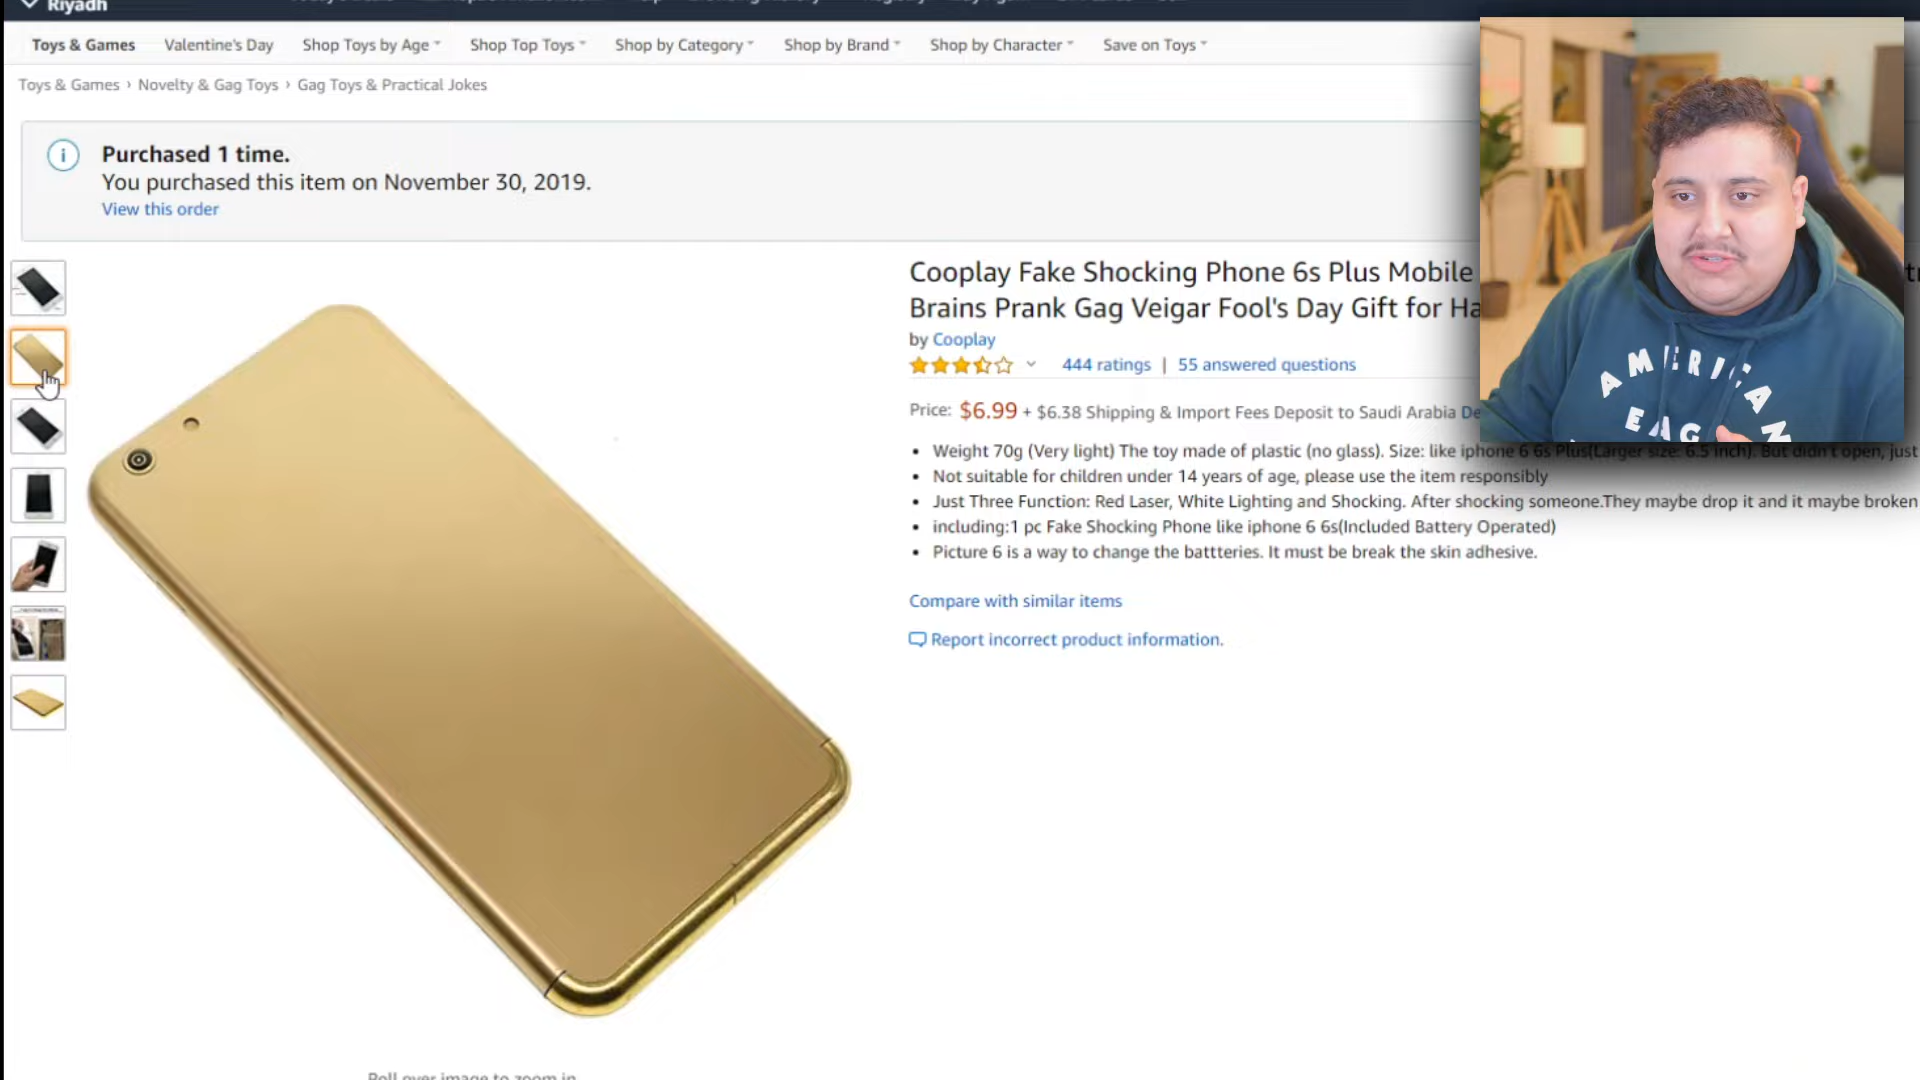 Riyadh
Toys & Games Valentine's Day Shop Toys by Age Shop Top Toys Shop by Category Shop by Brand Shop by Character Save on Toys
Toys & Games › Novelty & Gag Toys › Gag Toys & Practical Jokes
Purchased 1 time.
You purchased this item on November 30, 2019.
View this order
Cooplay Fake Shocking Phone 6s Plus Mobile
Brains Prank Gag Veigar Fool's Day Gift for Ha
by Cooplay
444 ratings | 55 answered questions
Price: $6.99 + $6.38 Shipping & Import Fees Deposit to Saudi Arabia De
• Weight 70g (Very light) The toy made of plastic (no glass). Size: like iphone 6 6s Plus(Larger size: 6.5 inch). But didn't open, just
• Not suitable for children under 14 years of age, please use the item responsibly
• Just Three Function: Red Laser, White Lighting and Shocking. After shocking someone.They maybe drop it and it maybe broken
• including:1 pc Fake Shocking Phone like iphone 6 6s(Included Battery Operated)
• Picture 6 is a way to change the battteries. It must be break the skin adhesive.
Compare with similar items
Report incorrect product information.
Roll over image to zoom in
AMERICAN
EAG